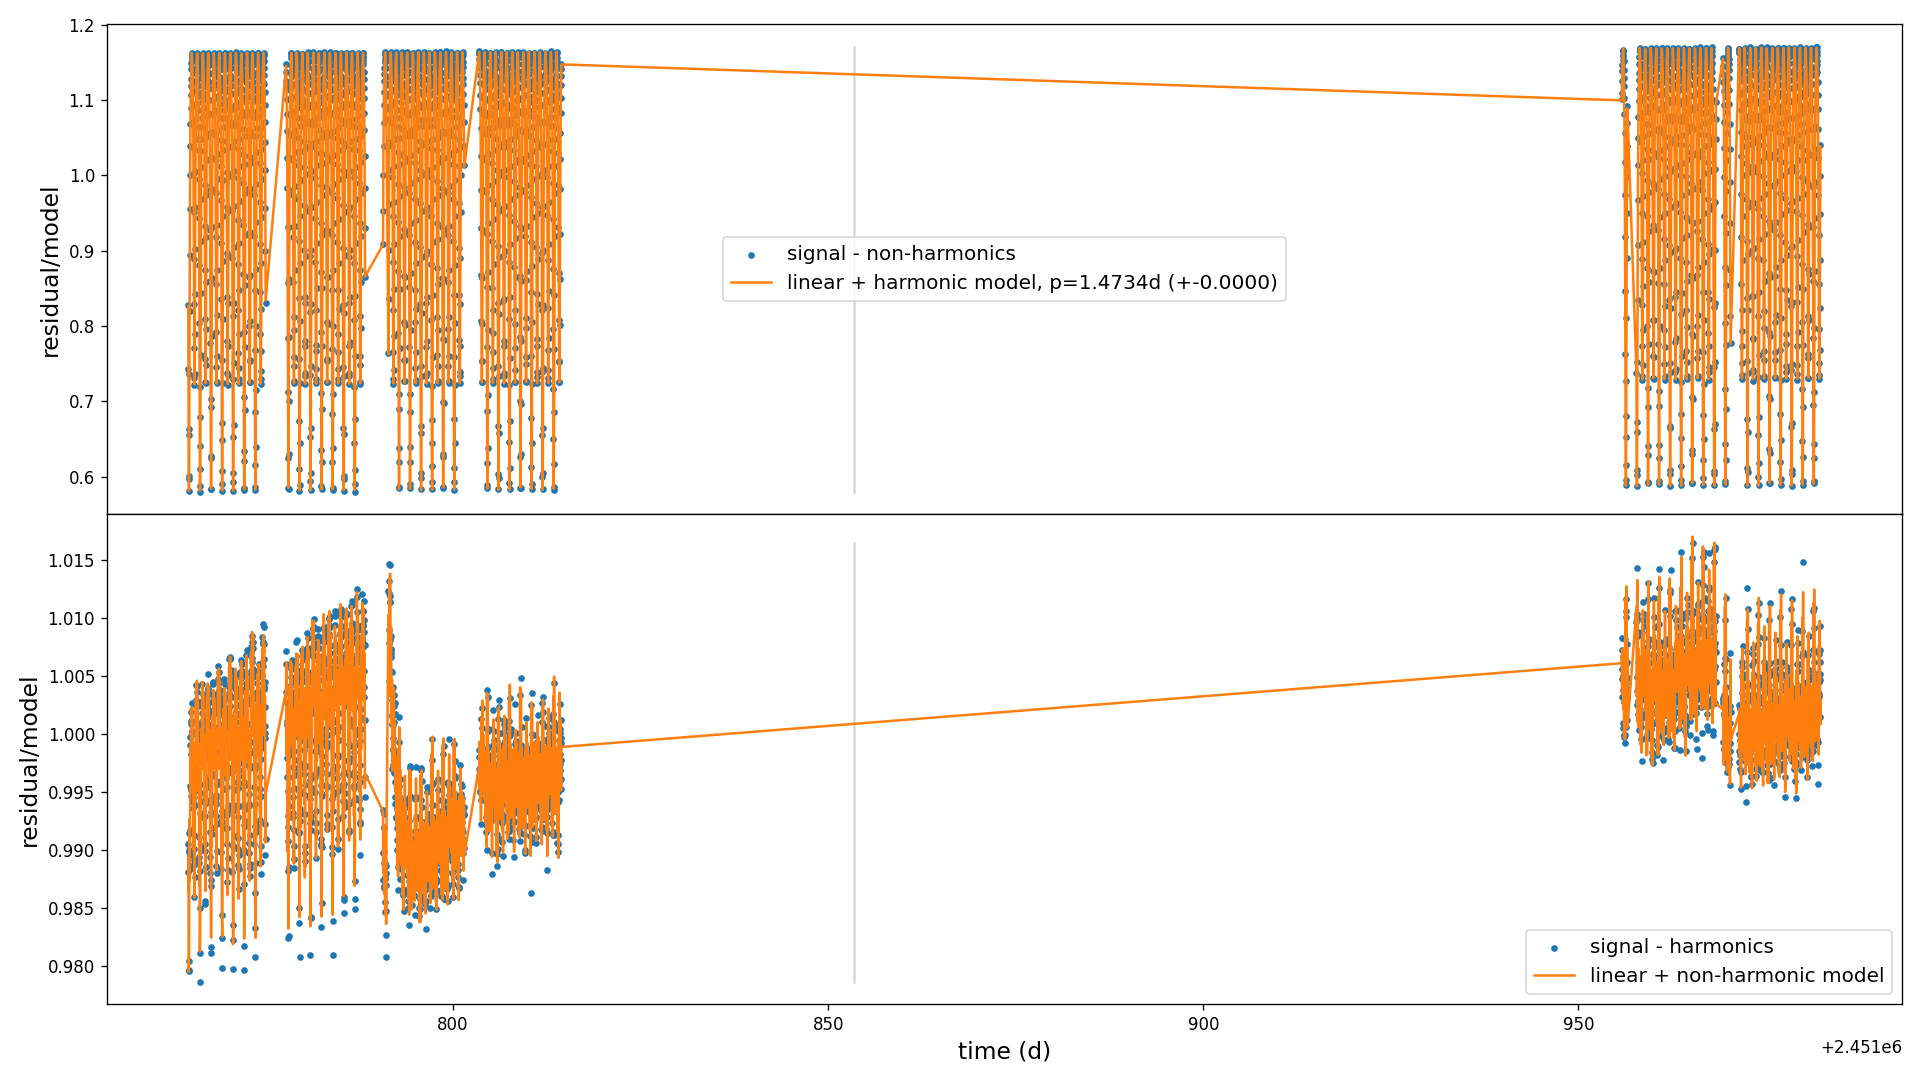 1.2
1.1
1.0
0.9
0.8
0.7
0.6
residual/model
signal - non-harmonics
linear + harmonic model, p=1.4734d (+-0.0000)
1.015
1.010
1.005
1.000
0.995
0.990
0.985
0.980
residual/model
signal - harmonics
linear + non-harmonic model
800
850
900
950
time (d)
+2.451e6